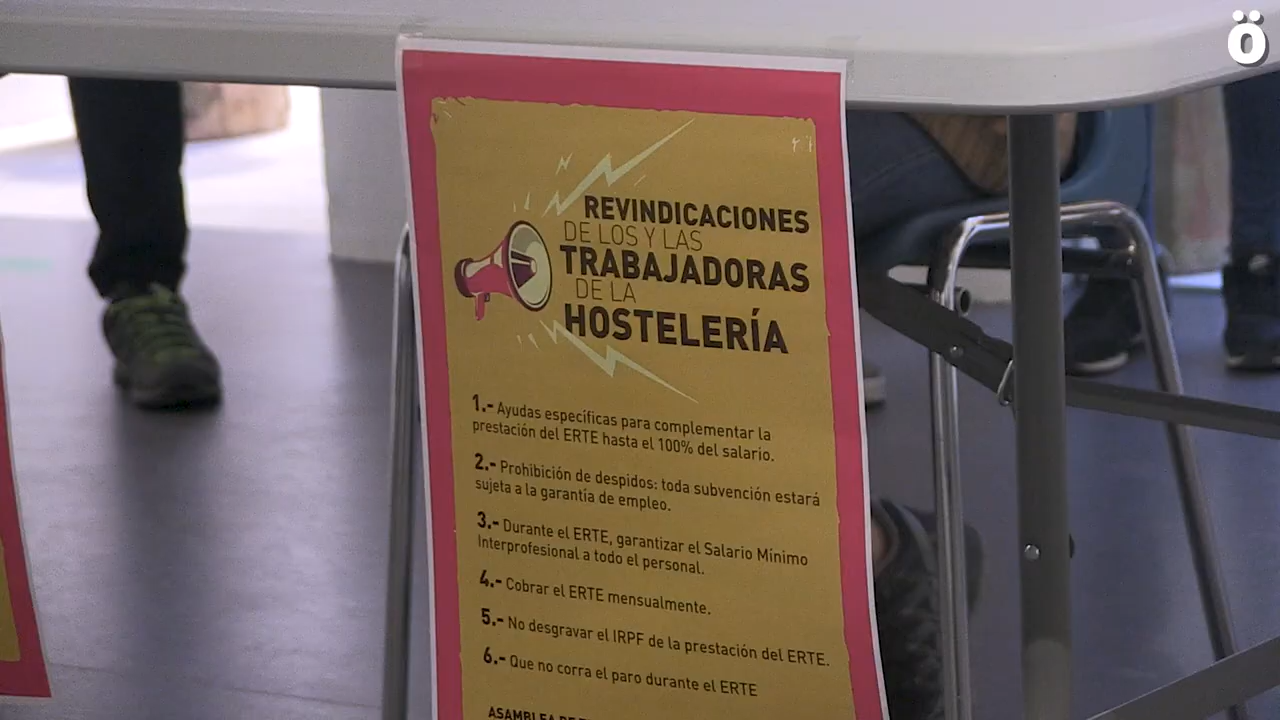 ö
REVINDICACIONES
DE LOS Y LAS
TRABAJADORAS
DE LA
HOSTELERÍA
1.- Ayudas específicas para complementar la
prestación del ERTE hasta el 100% del salario.
2.- Prohibición de despidos: toda subvención estará
sujeta a la garantía de empleo.
3.- Durante el ERTE, garantizar el Salario Mínimo
Interprofesional a todo el personal.
4.- Cobrar el ERTE mensualmente.
5.- No desgravar el IRPF de la prestación del ERTE.
6.- Que no corra el paro durante el ERTE
ASAMBLEA DE